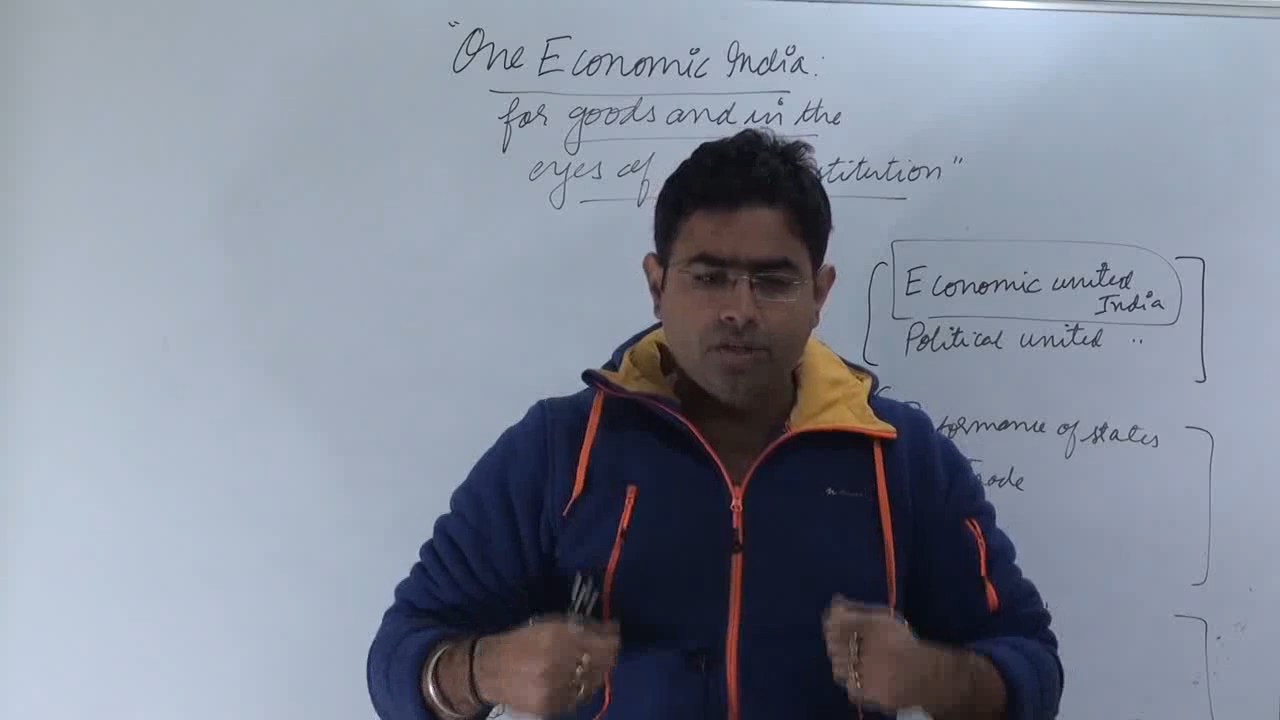 "One Economic India:
for goods and in the
eyes of stitution"
Economic united
India
Political united ..
formance of states
Trade